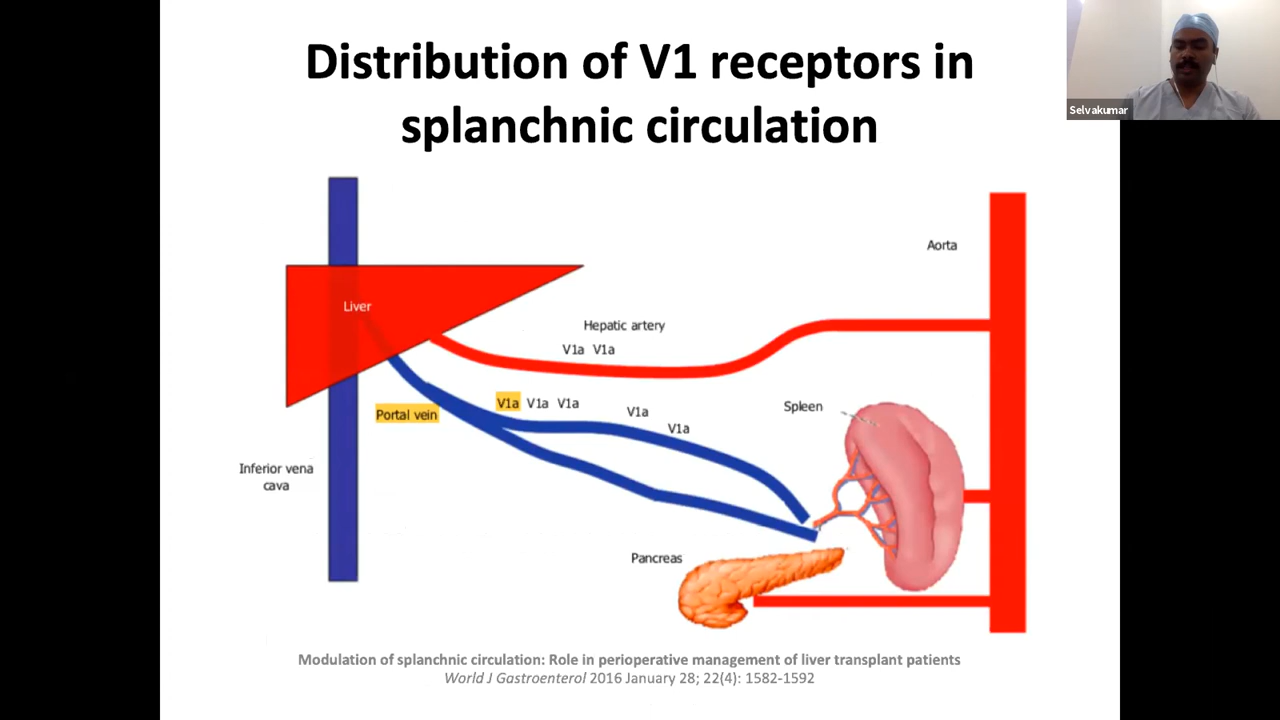 Distribution of V1 receptors in
splanchnic circulation
Selvakumar
Aorta
Liver
Hepatic artery
V1a V1a
V1a V1a V1a
V1a
V1a
Portal vein
Spleen
Inferior vena
cava
Pancreas
Modulation of splanchnic circulation: Role in perioperative management of liver transplant patients
World J Gastroenterol 2016 January 28; 22(4): 1582-1592